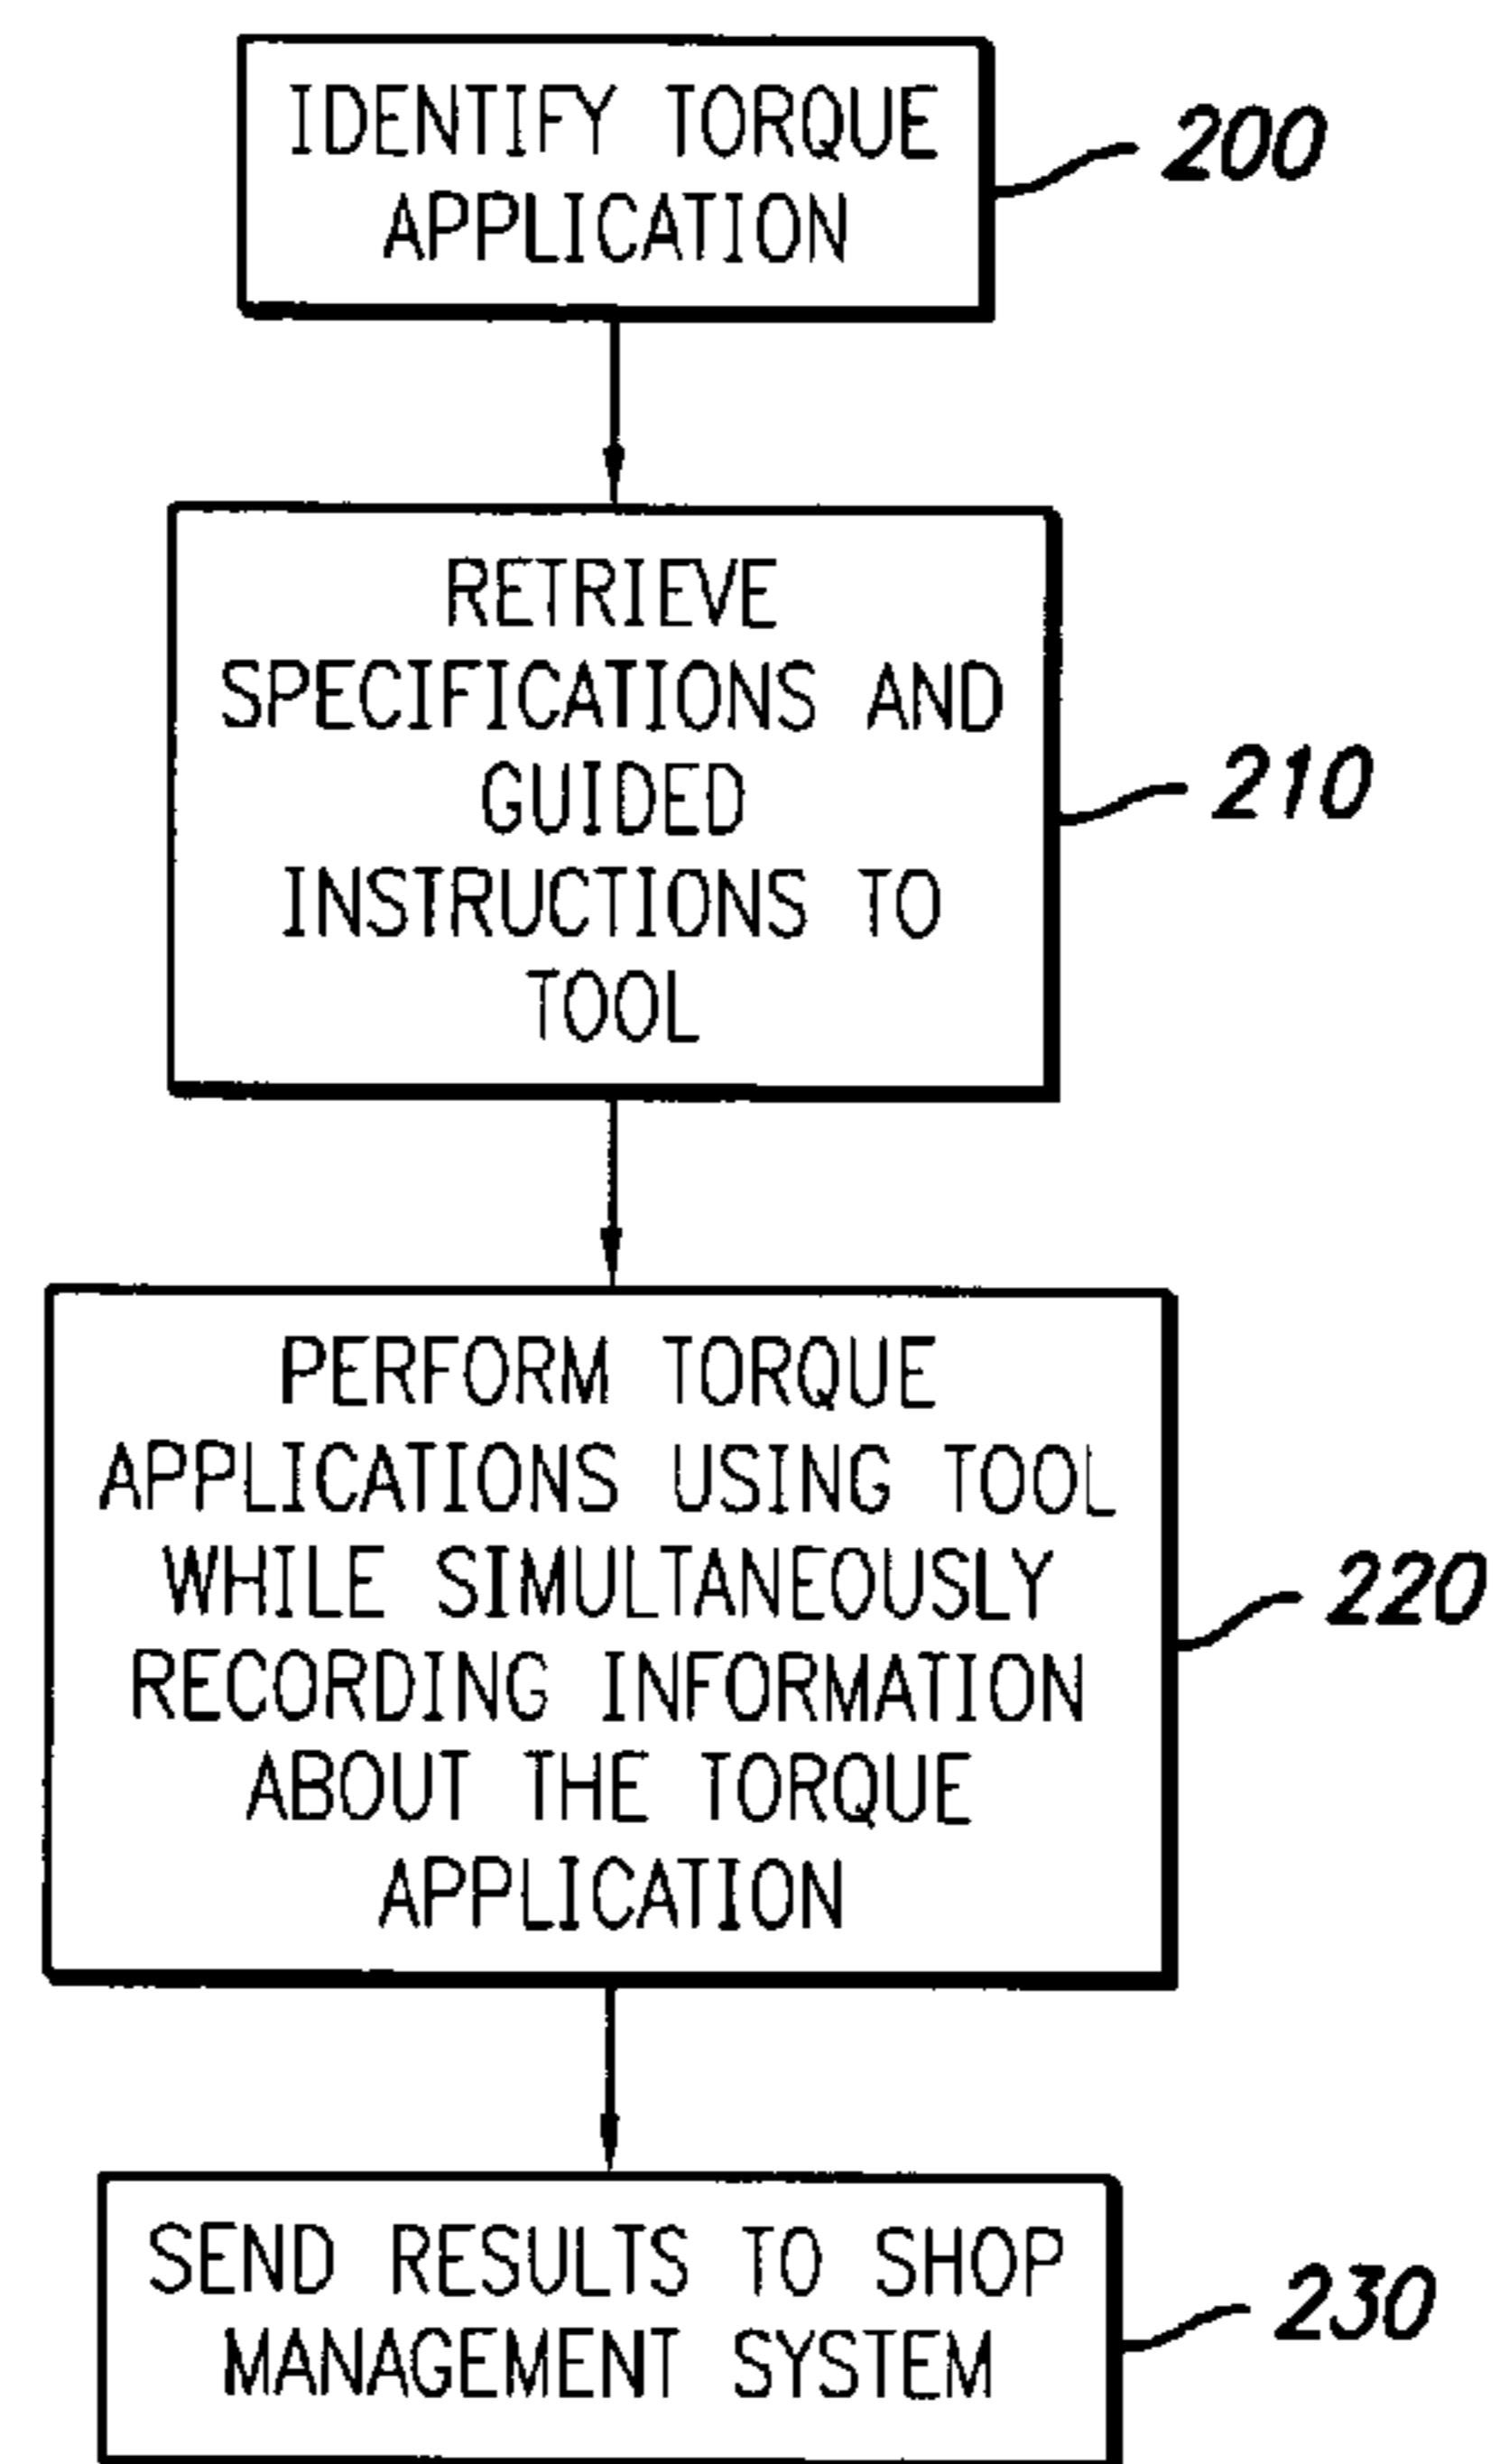 IDENTIFY TORQUE
APPLICATION
200
RETRIEVE
SPECIFICATIONS AND
GUIDED
INSTRUCTIONS TO
TOOL
210
PERFORM TORQUE
APPLICATIONS USING TOOL
WHILE SIMULTANEOUSLY
RECORDING INFORMATION
ABOUT THE TORQUE
APPLICATION
220
SEND RESULTS TO SHOP
MANAGEMENT SYSTEM
230